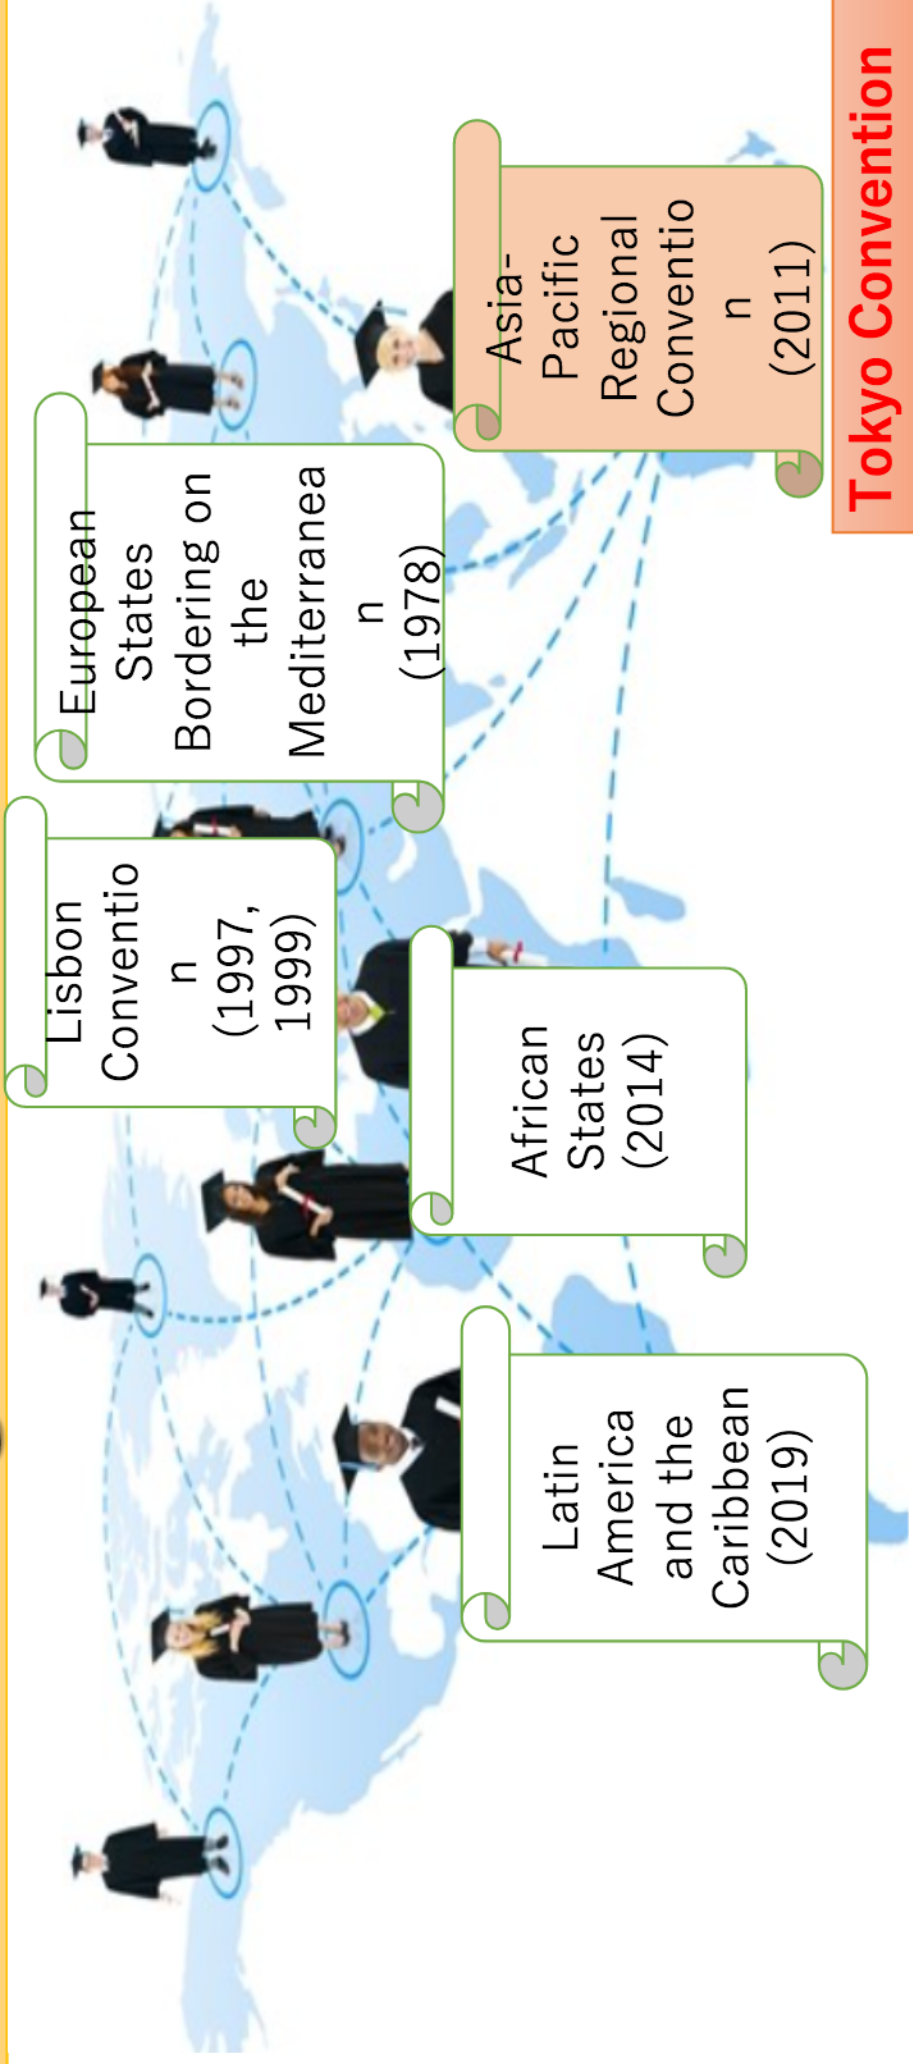 Lisbon
Conventio
n
(1997,
1999)
European
States
Bordering on
the
Mediterranea
n
(1978)
African
States
(2014)
Latin
America
and the
Caribbean
(2019)
Asia-
Pacific
Regional
Conventio
n
(2011)
Tokyo Convention